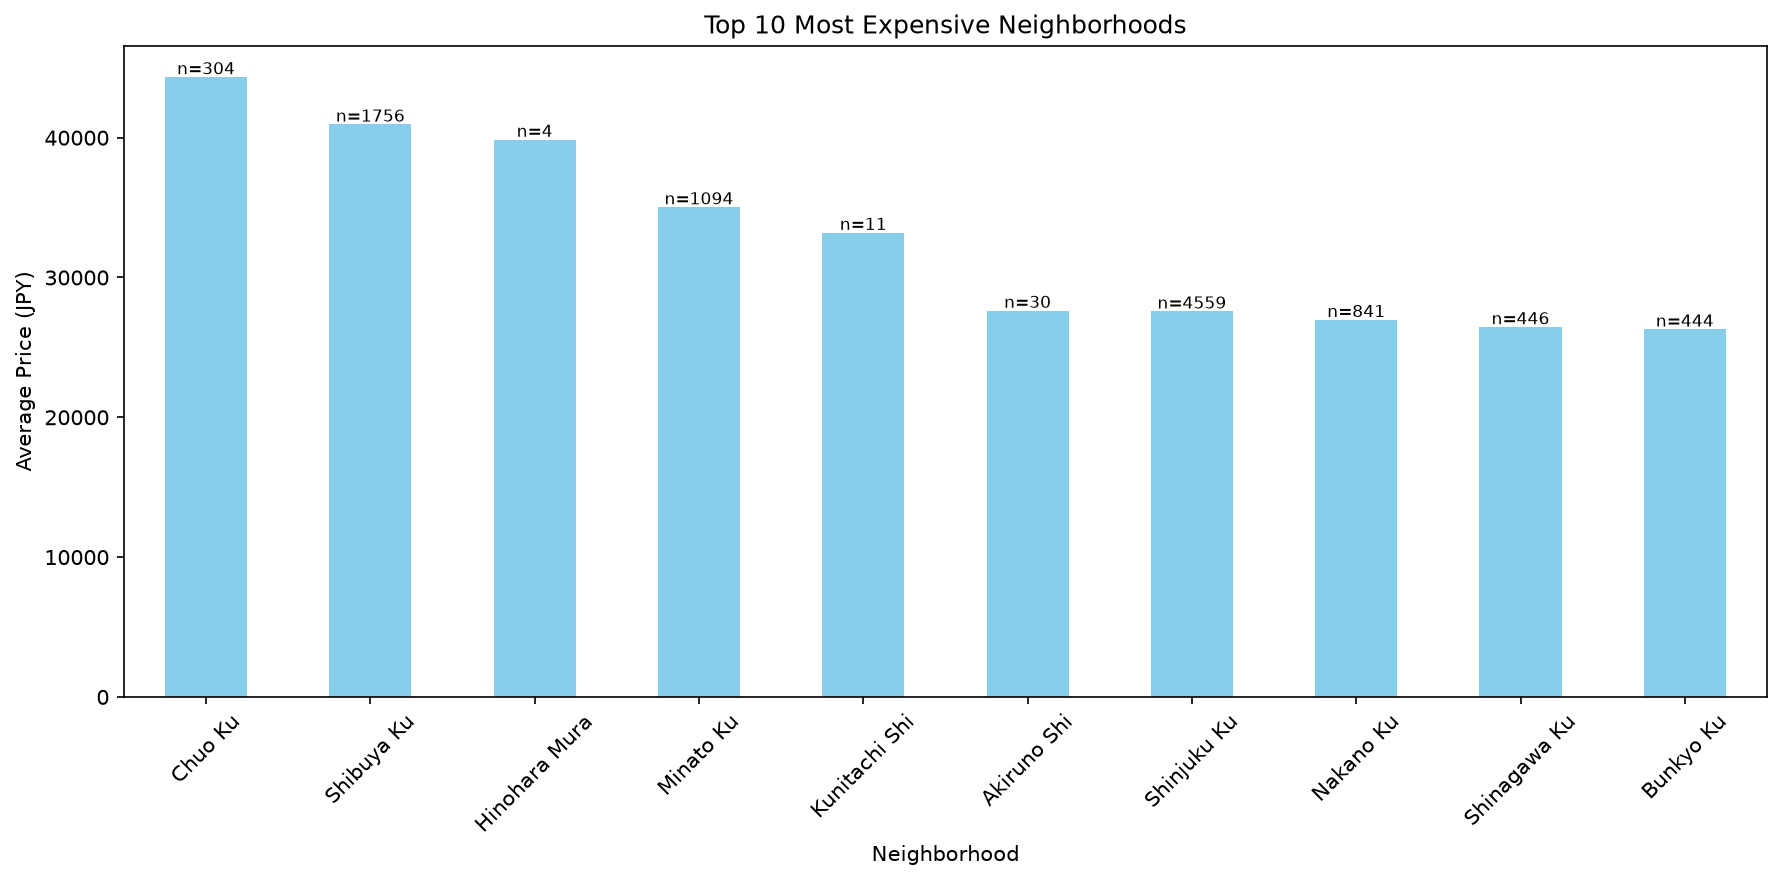 Top 10 Most Expensive Neighborhoods
Average Price (JPY)
40000
30000
20000
10000
0
n=304
n=1756
n=4
n=1094
n=11
n=30
n=4559
n=841
n=446
n=444
Chuo Ku
Shibuya Ku
Hinohara Mura
Minato Ku
Kunitachi Shi
Akiruno Shi
Shinjuku Ku
Nakano Ku
Shinagawa Ku
Bunkyo Ku
Neighborhood